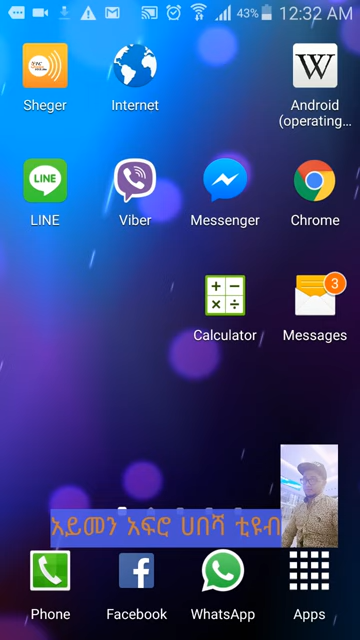 43% 12:32 AM
Sheger
Internet
Android
(operating...
LINE
LINE
Viber
Messenger
Chrome
W
3
Calculator
Messages
አይመን አፍሮ ሀበሻ ቲዩብ
Phone
Facebook
WhatsApp
Apps